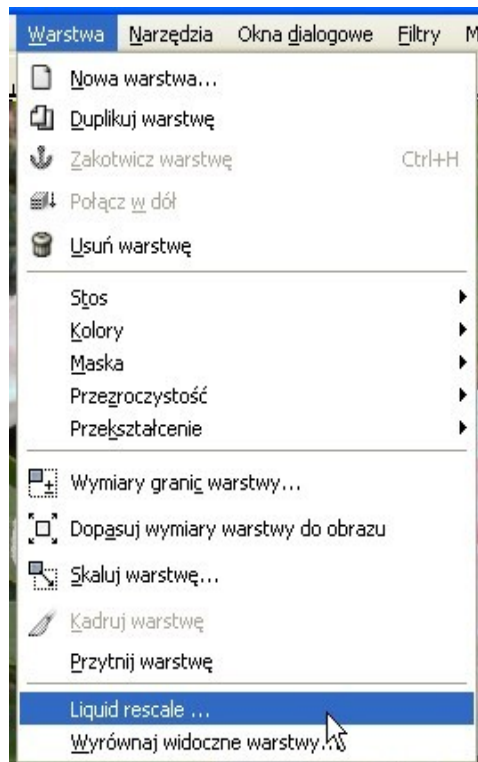 Warstwa Narzędzia Okna dialogowe Filtry M
Nowa warstwa...
Duplikuj warstwę
Zakotwicz warstwę Ctrl+H
Połącz w dół
Usuń warstwę
Stos
Kolory
Maska
Przezroczystość
Przekształcenie
Wymiary granic warstwy...
Dopasuj wymiary warstwy do obrazu
Skaluj warstwę...
Kadruj warstwę
Przytnij warstwę
Liquid rescale ...
Wyrównaj widoczne warstwy...